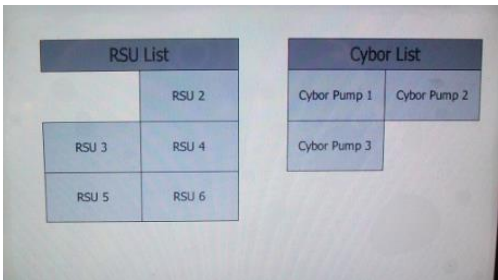 RSU List
RSU 2
RSU 3 RSU 4
RSU 5 RSU 6
Cybor List
Cybor Pump 1 Cybor Pump 2
Cybor Pump 3